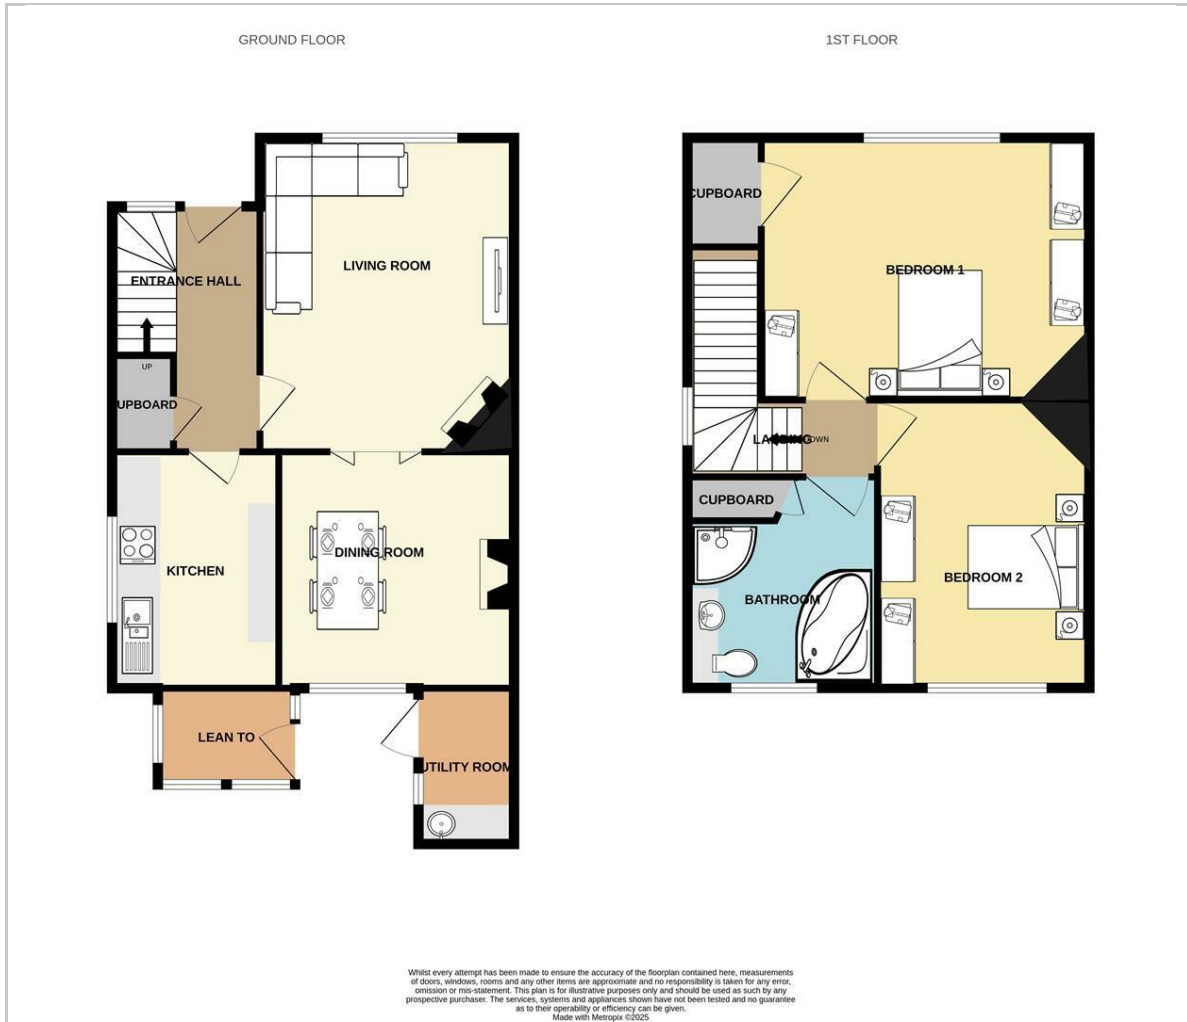 GROUND FLOOR
1ST FLOOR
LIVING ROOM
ENTRANCE HALL
UP
UPBOARD
KITCHEN
DINING ROOM
LEAN TO
UTILITY ROOM
CUPBOARD
BEDROOM 1
LANDING
DOWN
CUPBOARD
BATHROOM
BEDROOM 2
Whilst every attempt has been made to ensure the accuracy of the floorplan contained here, measurements
of doors, windows, rooms and any other items are approximate and no responsibility is taken for any error,
omission or mis-statement. This plan is for illustrative purposes only and should be used as such by any
prospective purchaser. The services, systems and appliances shown have not been tested and no guarantee
as to their operability or efficiency can be given.
Made with Metropix ©2025